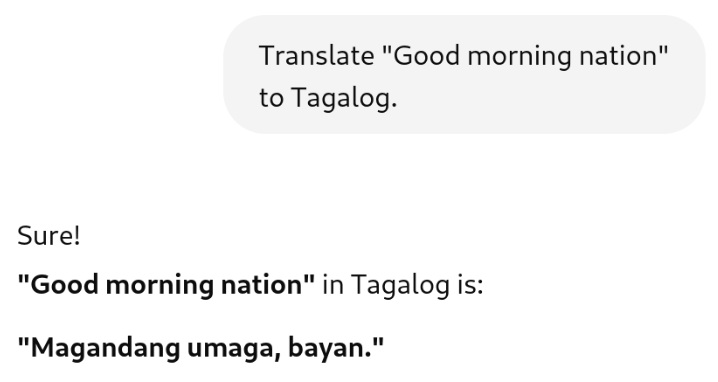 Translate "Good morning nation"
to Tagalog.
Sure!
"Good morning nation" in Tagalog is:
"Magandang umaga, bayan."